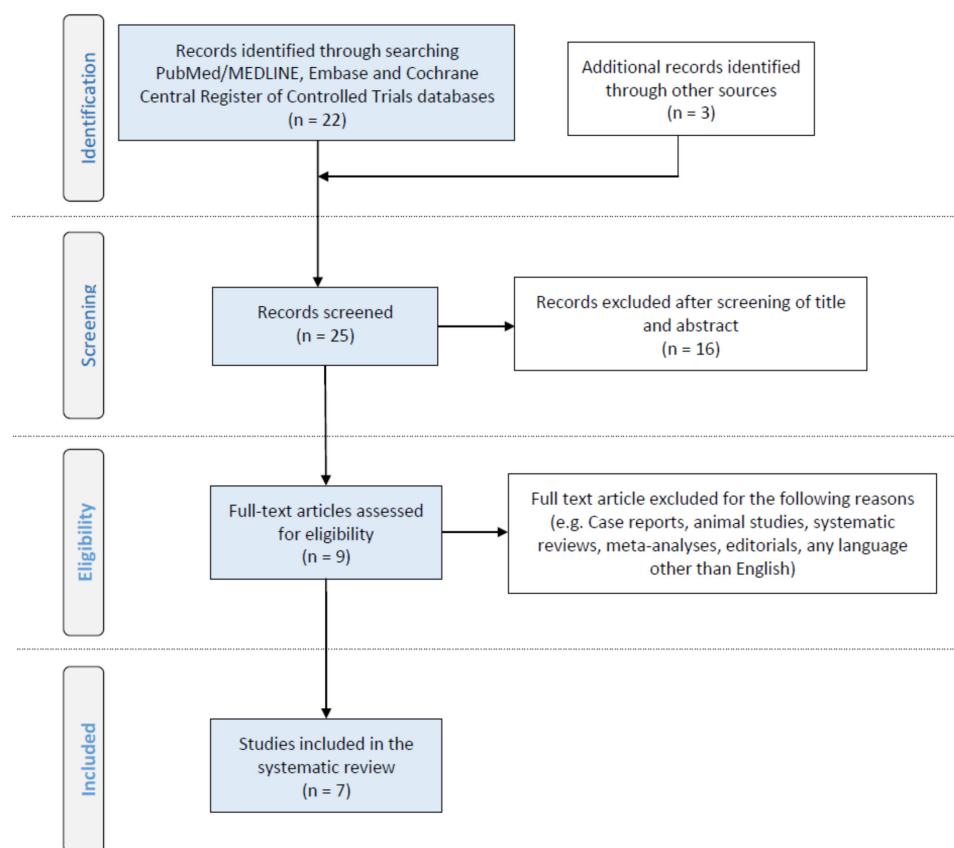 Identification
Records identified through searching
PubMed/MEDLINE, Embase and Cochrane
Central Register of Controlled Trials databases
(n = 22)
Additional records identified
through other sources
(n = 3)
Screening
Records screened
(n = 25)
Records excluded after screening of title
and abstract
(n = 16)
Eligibility
Full-text articles assessed
for eligibility
(n = 9)
Full text article excluded for the following reasons
(e.g. Case reports, animal studies, systematic
reviews, meta-analyses, editorials, any language
other than English)
Included
Studies included in the
systematic review
(n = 7)